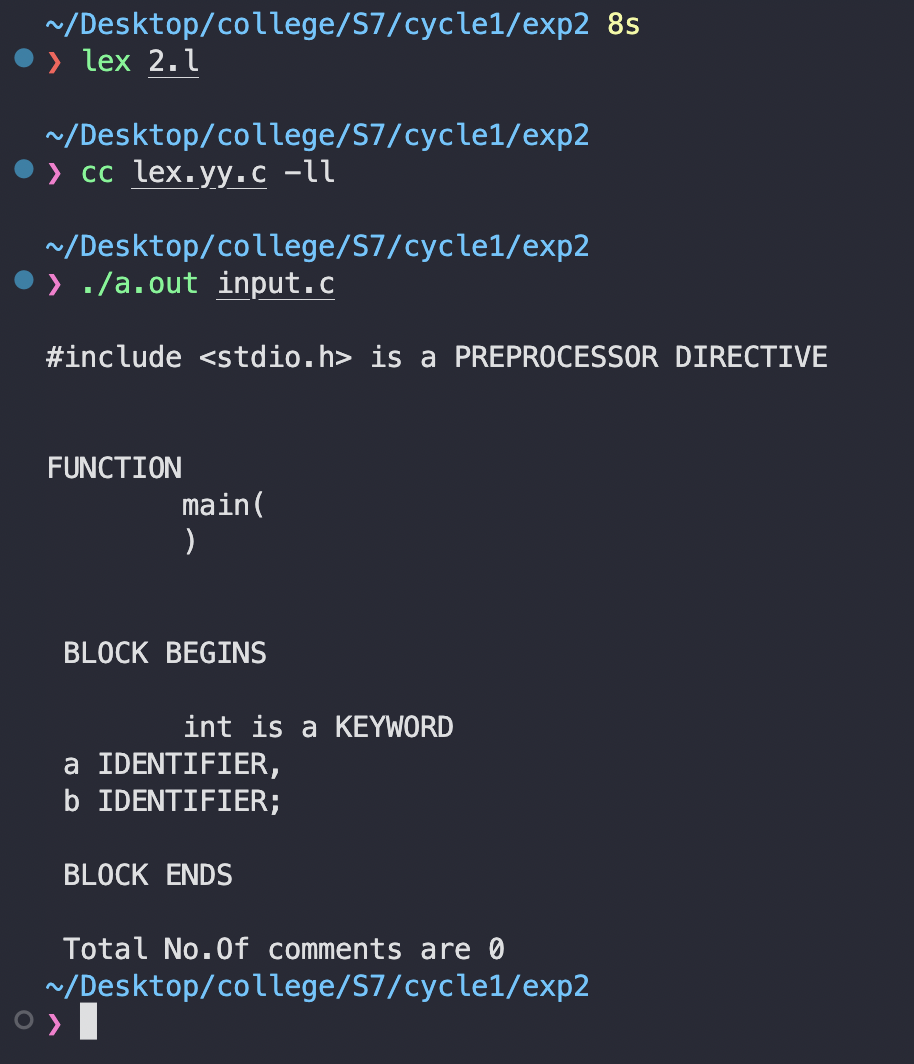 ~/Desktop/college/S7/cycle1/exp2 8s
❯ lex 2.l
~/Desktop/college/S7/cycle1/exp2
❯ cc lex.yy.c -ll
~/Desktop/college/S7/cycle1/exp2
❯ ./a.out input.c
#include <stdio.h> is a PREPROCESSOR DIRECTIVE
FUNCTION
main(
)
BLOCK BEGINS
int is a KEYWORD
a IDENTIFIER,
b IDENTIFIER;
BLOCK ENDS
Total No.Of comments are 0
~/Desktop/college/S7/cycle1/exp2
❯